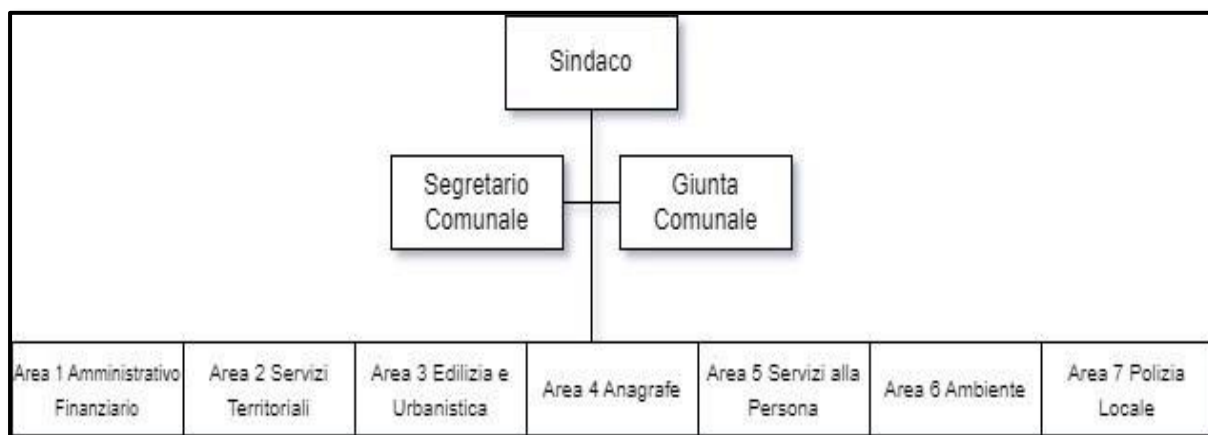 Sindaco
Segretario
Comunale
Giunta
Comunale
Area 1 Amministrativo
Finanziario
Area 2 Servizi
Territoriali
Area 3 Edilizia e
Urbanistica
Area 4 Anagrafe
Area 5 Servizi alla
Persona
Area 6 Ambiente
Area 7 Polizia
Locale